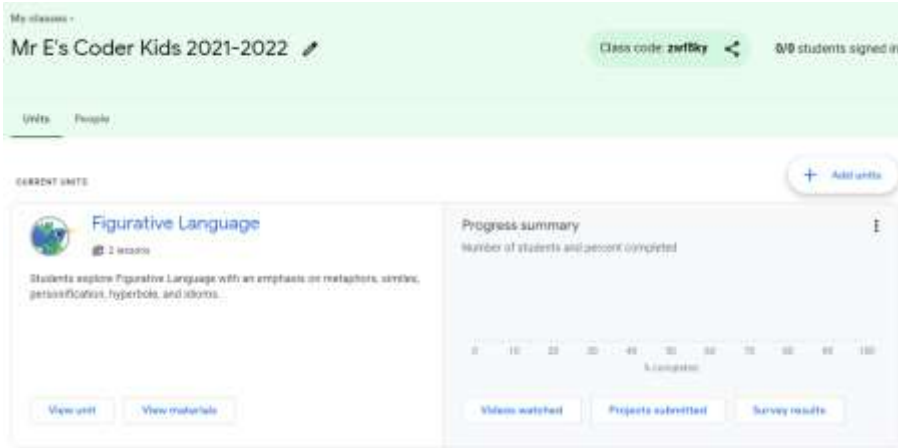 My classes
Mr E's Coder Kids 2021-2022
Class code: zwf8ky
0/0 students signed in
Units
People
CURRENT UNITS
+ Add units
Figurative Language
2 lessons
Students explore Figurative Language with an emphasis on metaphors, similes,
personification, hyperbole, and idioms.
View unit
View materials
Progress summary
Number of students and percent completed
0 10 20 30 40 50 60 70 80 90 100
% completed
Videos watched
Projects submitted
Survey results